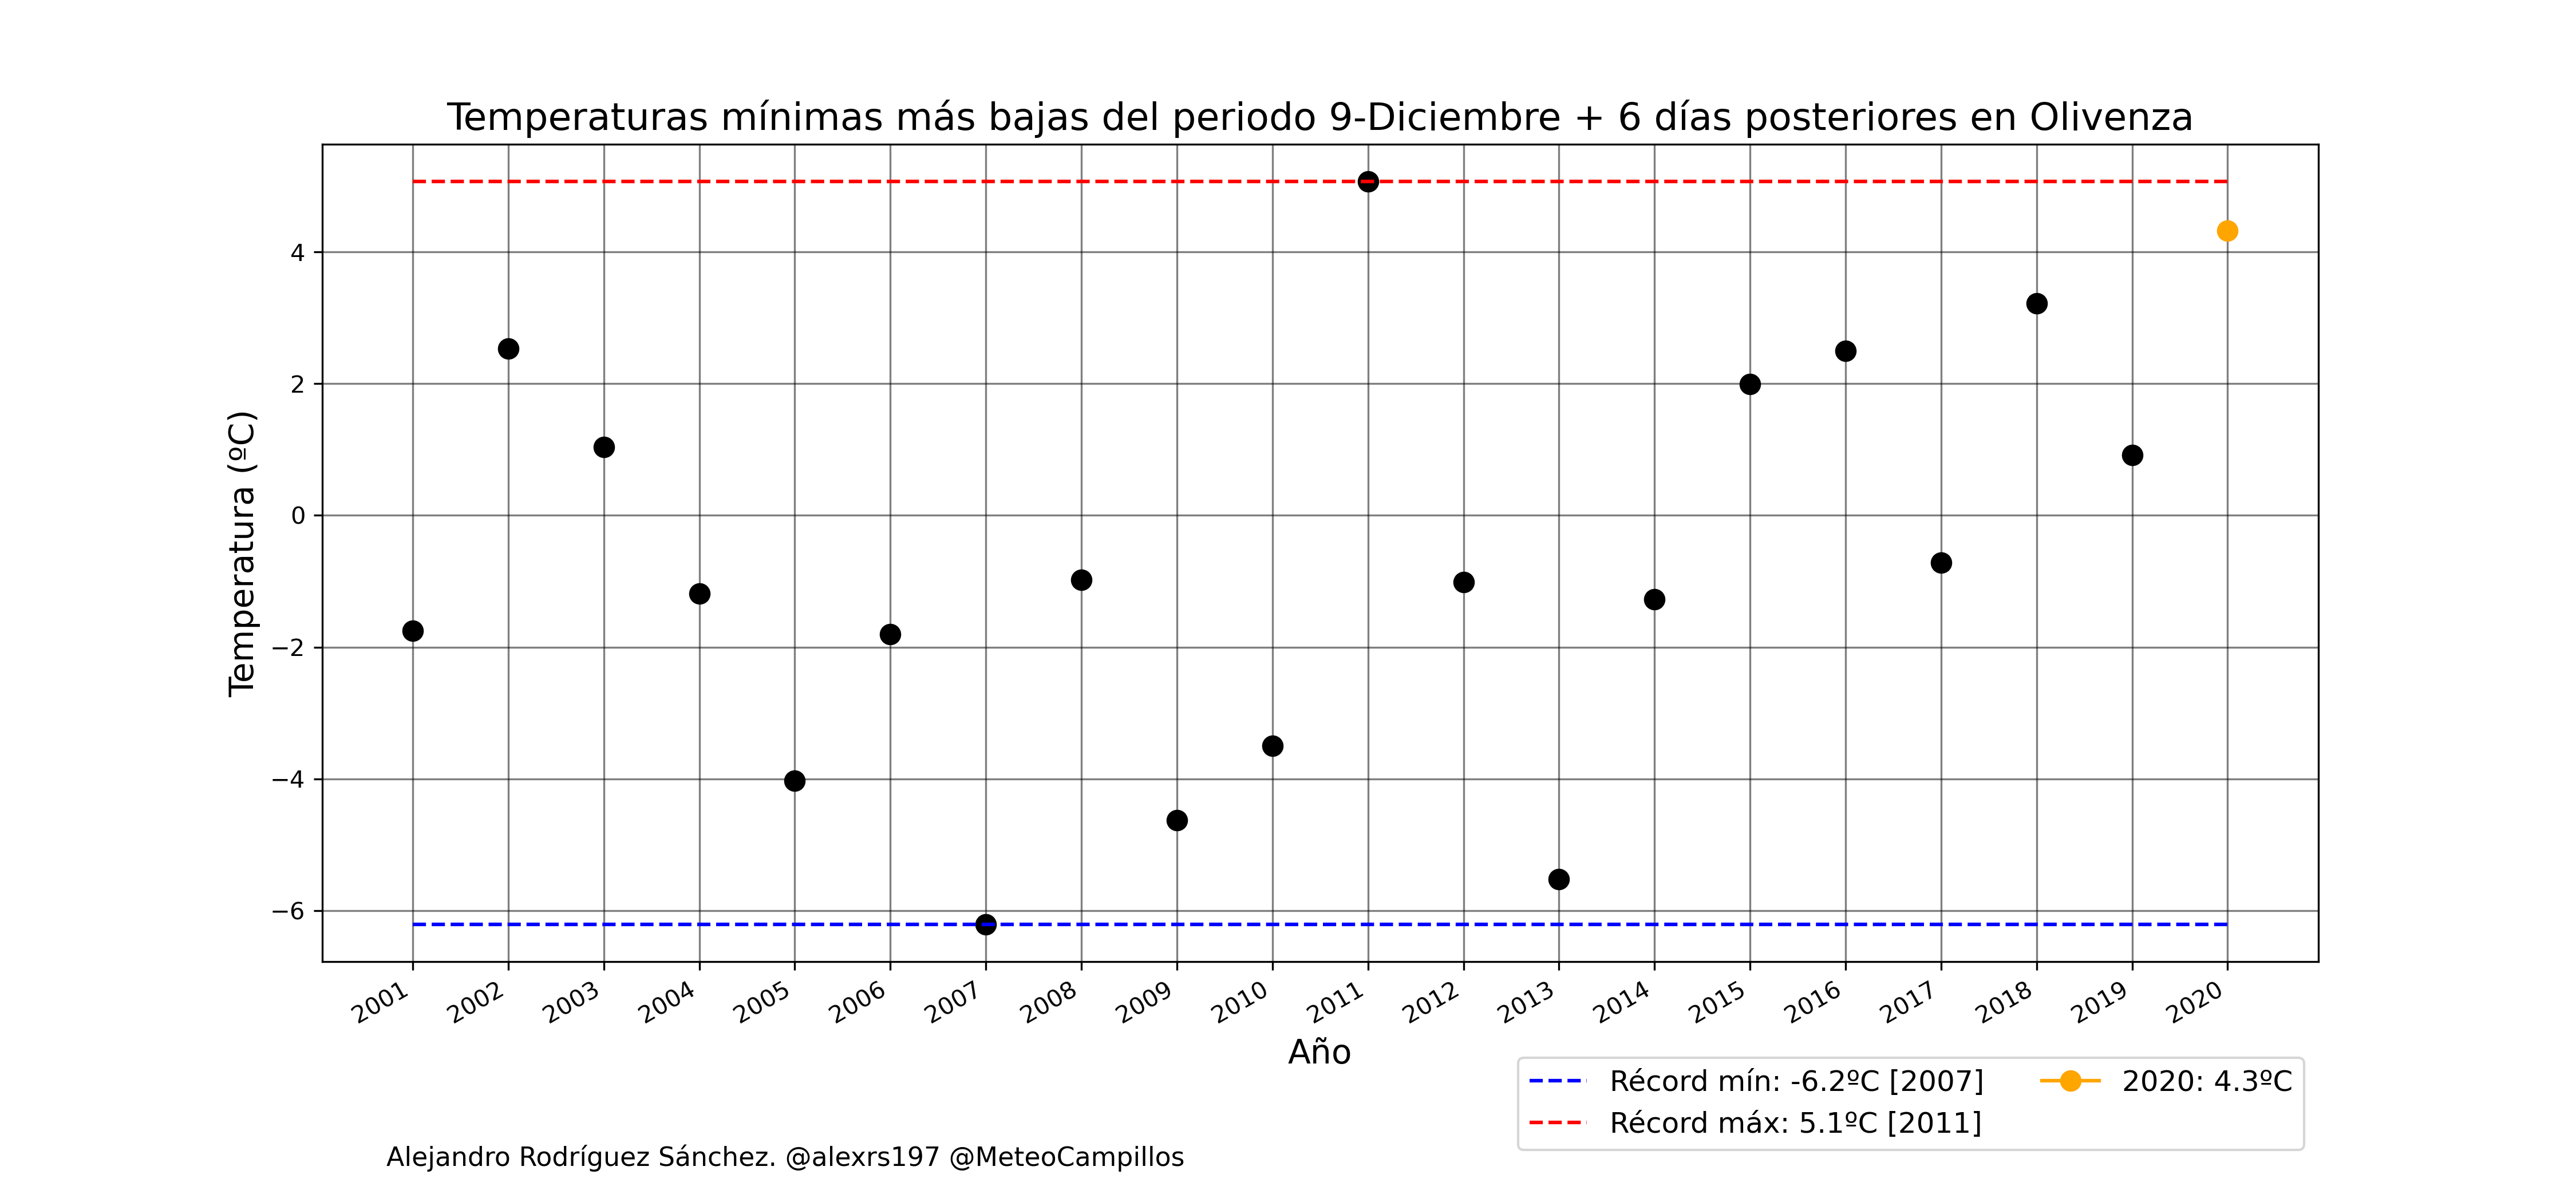 Temperaturas mínimas más bajas del periodo 9-Diciembre + 6 días posteriores en Olivenza
Temperatura (ºC)
4
2
0
−2
−4
−6
2001 2002 2003 2004 2005 2006 2007 2008 2009 2010 2011 2012 2013 2014 2015 2016 2017 2018 2019 2020
Año
Récord mín: -6.2ºC [2007]
Récord máx: 5.1ºC [2011]
2020: 4.3ºC
Alejandro Rodríguez Sánchez. @alexrs197 @MeteoCampillos